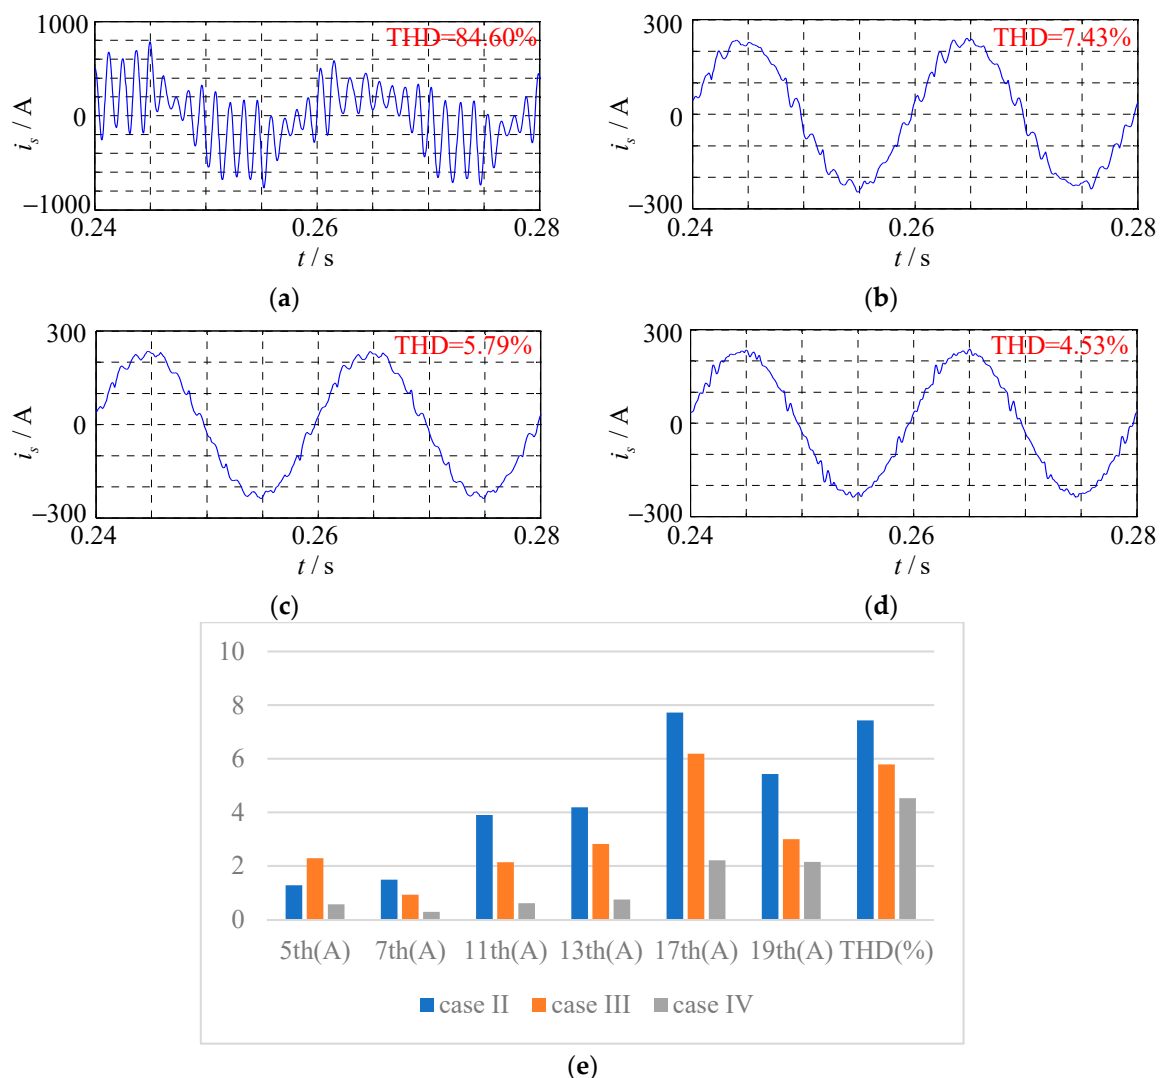 1000
THD=84.60%
i_s / A
0
−1000
0.24 0.26 0.28
t / s
(a)
300
THD=7.43%
i_s / A
0
−300
0.24 0.26 0.28
t / s
(b)
300
THD=5.79%
i_s / A
0
−300
0.24 0.26 0.28
t / s
(c)
300
THD=4.53%
i_s / A
0
−300
0.24 0.26 0.28
t / s
(d)
10
8
6
4
2
0
5th(A) 7th(A) 11th(A) 13th(A) 17th(A) 19th(A) THD(%)
case II case III case IV
(e)